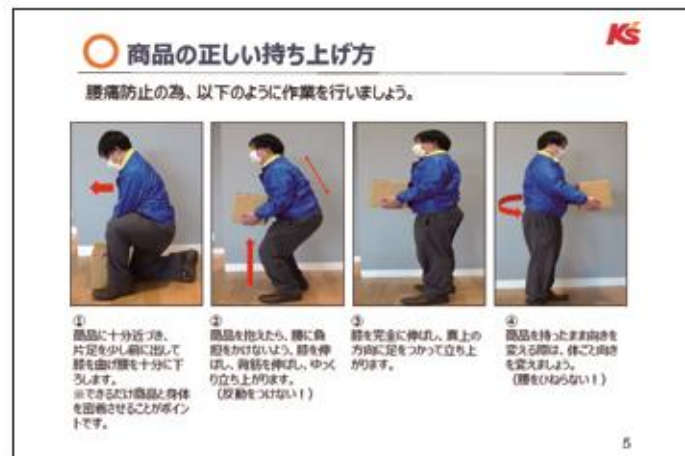 商品の正しい持ち上げ方
K's
腰痛防止の為、以下のように作業を行いましょう。
①
商品に十分近づき、
片足を少し前に出して
膝を曲げ腰を十分に下
ろします。
※できるだけ商品と身体
を密着させることがポイン
トです。
②
商品を抱えたら、腰に負
担をかけないよう、膝を伸
ばし、背筋を伸ばし、ゆっく
り立ち上がります。
（反動をつけない！）
③
膝を完全に伸ばし、真上の
方向に足をつかって立ち上
がります。
④
商品を持ったまま向きを
変える際は、体ごと向き
を変えましょう。
（腰をひねらない！）
5